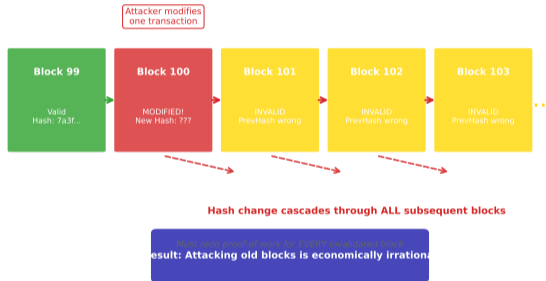 Attacker modifies
one transaction
Block 99
Block 100
Block 101
Block 102
Block 103
Valid
Hash: 7a3f...
MODIFIED!
New Hash: ???
INVALID
PrevHash wrong
INVALID
PrevHash wrong
INVALID
PrevHash wrong
...
Hash change cascades through ALL subsequent blocks
Must redo proof-of-work for EVERY invalidated block
esult: Attacking old blocks is economically irrationa